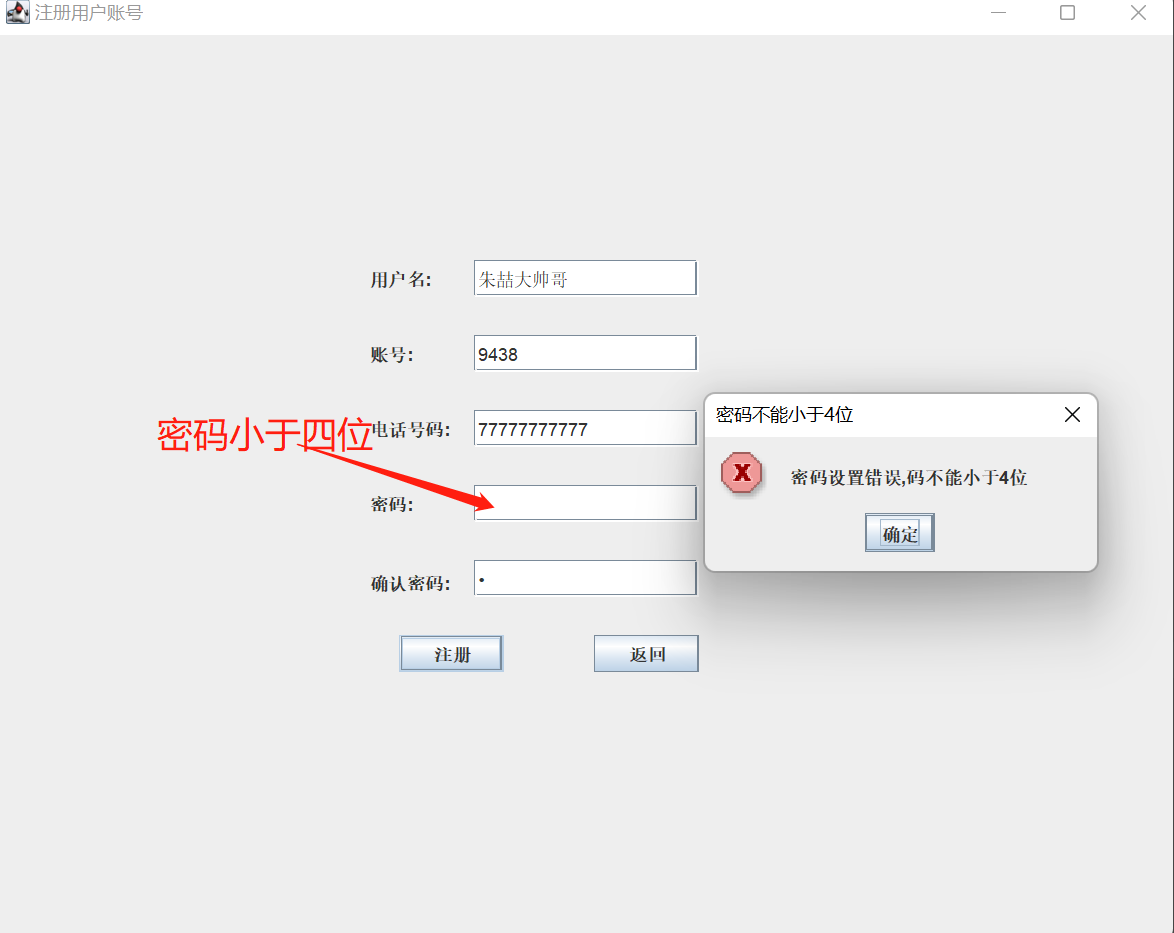 注册用户账号
用户名:
朱喆大帅哥
账号:
9438
密码不能小于4位
密码小于四位
电话号码:
77777777777
密码设置错误,码不能小于4位
密码:
确定
确认密码:
注册
返回